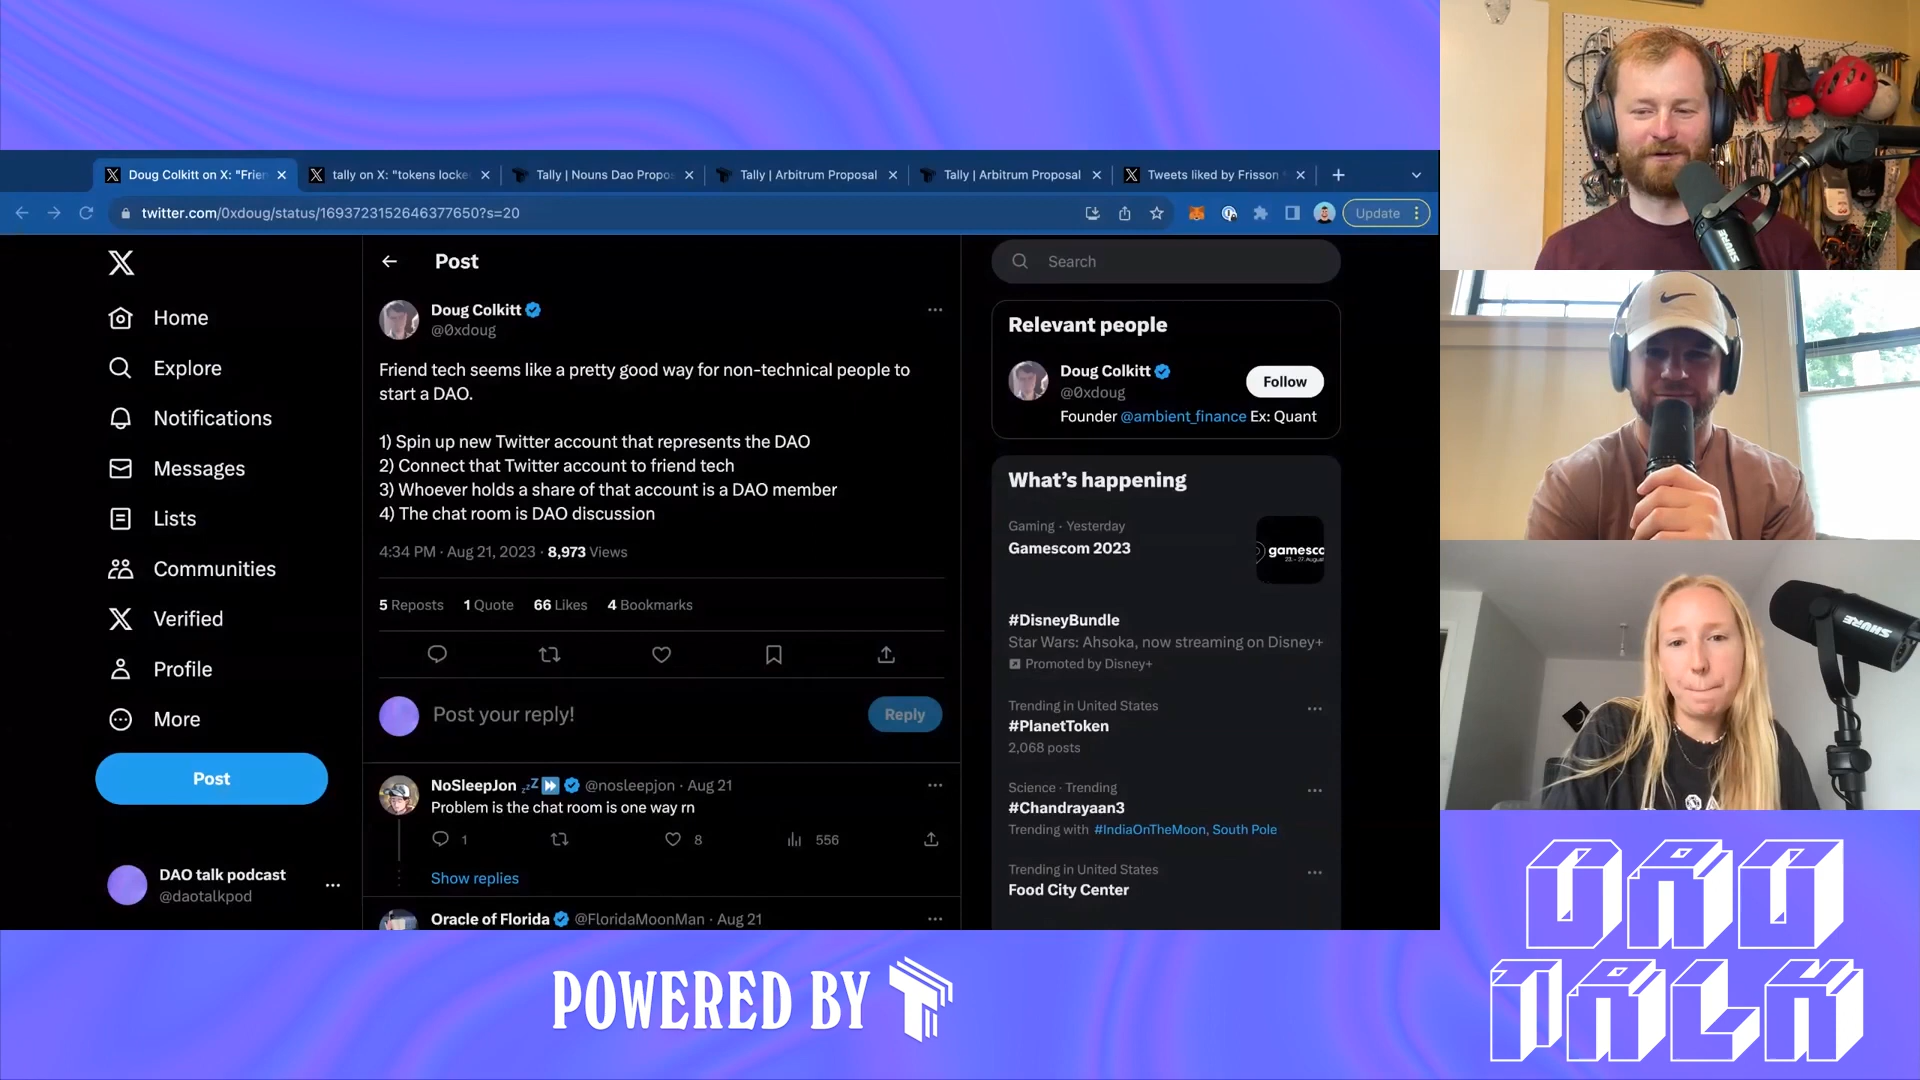 Doug Colkitt on X: "Frien
tally on X: "tokens locke
Tally | Nouns Dao Propo
Tally | Arbitrum Proposal
Tally | Arbitrum Proposal
Tweets liked by Frisson
twitter.com/0xdoug/status/1693723152646377650?s=20
Update
Home
Explore
Notifications
Messages
Lists
Communities
Verified
Profile
More
Post
DAO talk podcast
@daotalkpod
Post
Doug Colkitt
@0xdoug
Friend tech seems like a pretty good way for non-technical people to
start a DAO.
1) Spin up new Twitter account that represents the DAO
2) Connect that Twitter account to friend tech
3) Whoever holds a share of that account is a DAO member
4) The chat room is DAO discussion
4:34 PM · Aug 21, 2023 · 8,973 Views
5 Reposts 1 Quote 66 Likes 4 Bookmarks
Post your reply!
Reply
NoSleepJon 💤⏩ @nosleepjon · Aug 21
Problem is the chat room is one way rn
1 8 556
Show replies
Oracle of Florida @FloridaMoonMan · Aug 21
Search
Relevant people
Doug Colkitt
@0xdoug
Follow
Founder @ambient_finance Ex: Quant
What's happening
Gaming · Yesterday
Gamescom 2023
gamesco
#DisneyBundle
Star Wars: Ahsoka, now streaming on Disney+
Promoted by Disney+
Trending in United States
#PlanetToken
2,068 posts
Science · Trending
#Chandrayaan3
Trending with #IndiaOnTheMoon, South Pole
Trending in United States
Food City Center
SHURE
SHURE
POWERED BY
DAO
TALK